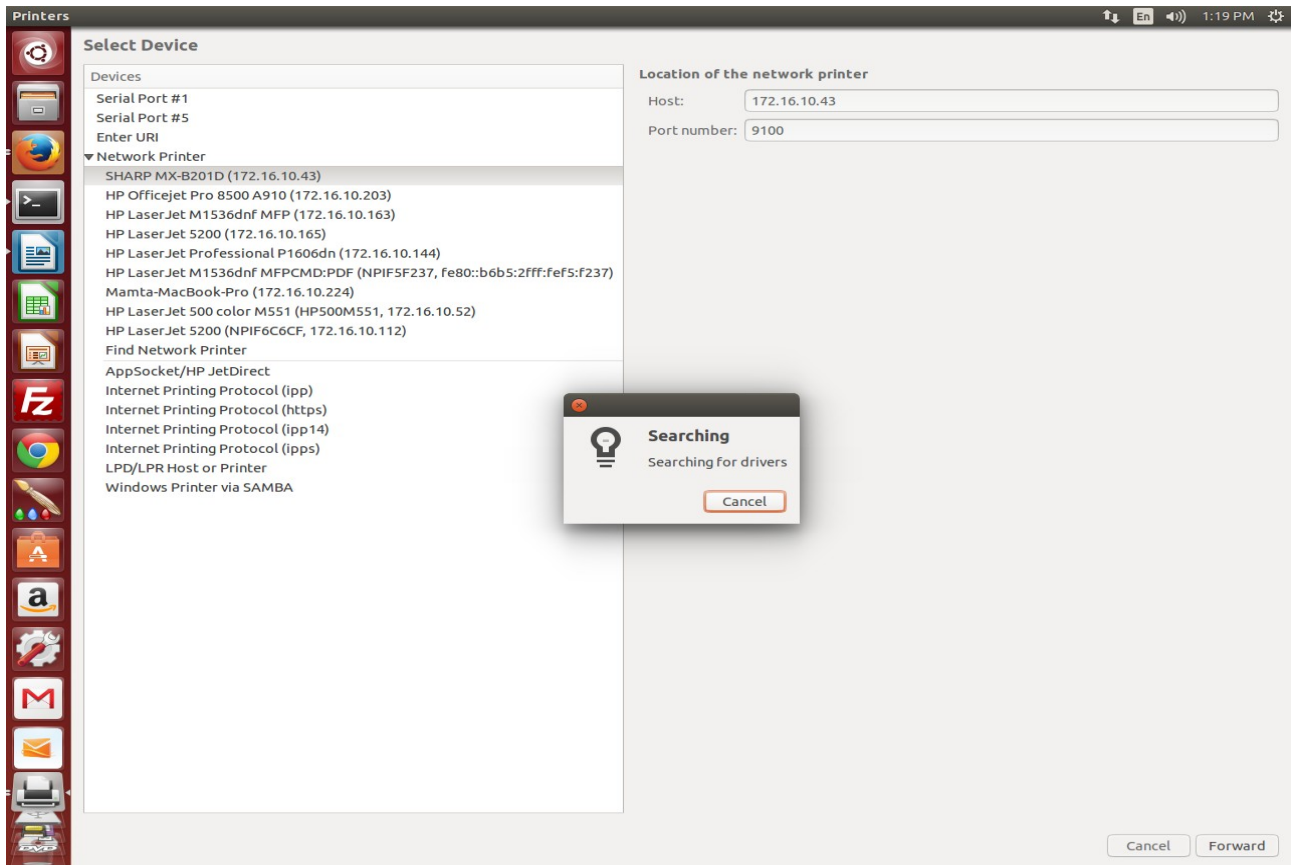 Printers
En
1:19 PM
Select Device
Devices
Serial Port #1
Serial Port #5
Enter URI
Network Printer
SHARP MX-B201D (172.16.10.43)
HP Officejet Pro 8500 A910 (172.16.10.203)
HP LaserJet M1536dnf MFP (172.16.10.163)
HP LaserJet 5200 (172.16.10.165)
HP LaserJet Professional P1606dn (172.16.10.144)
HP LaserJet M1536dnf MFPCMD:PDF (NPIF5F237, fe80::b6b5:2fff:fef5:f237)
Mamta-MacBook-Pro (172.16.10.224)
HP LaserJet 500 color M551 (HP500M551, 172.16.10.52)
HP LaserJet 5200 (NPIF6C6CF, 172.16.10.112)
Find Network Printer
AppSocket/HP JetDirect
Internet Printing Protocol (ipp)
Internet Printing Protocol (https)
Internet Printing Protocol (ipp14)
Internet Printing Protocol (ipps)
LPD/LPR Host or Printer
Windows Printer via SAMBA
Location of the network printer
Host: 172.16.10.43
Port number: 9100
Searching
Searching for drivers
Cancel
Cancel Forward
Fz
A
a
M